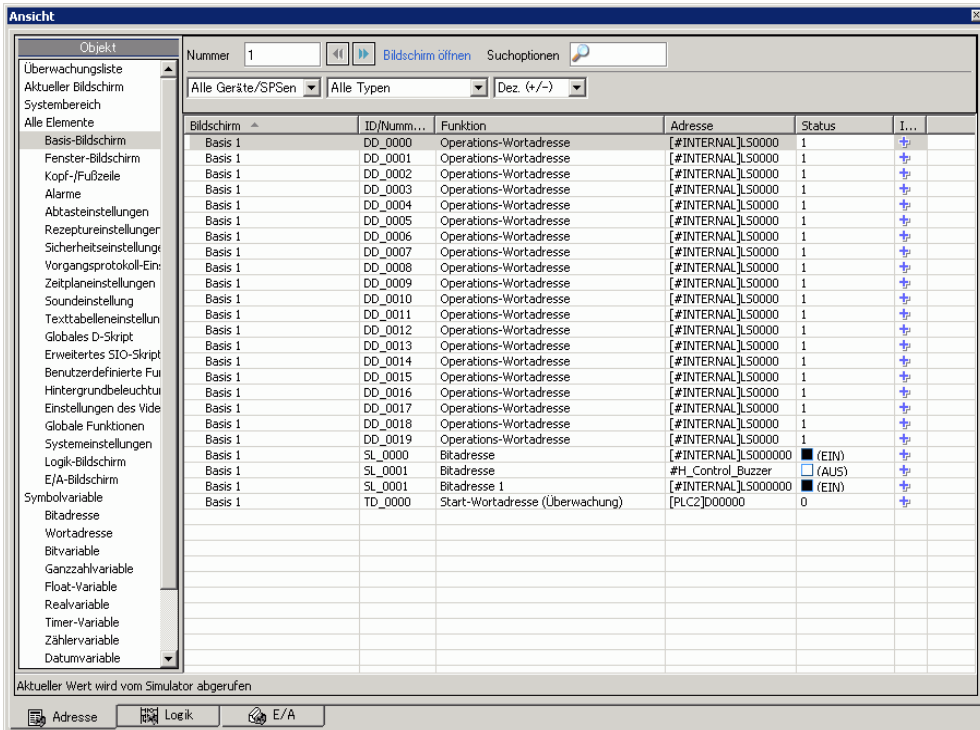 Ansicht
Objekt
Überwachungsliste
Aktueller Bildschirm
Systembereich
Alle Elemente
Basis-Bildschirm
Fenster-Bildschirm
Kopf-/Fußzeile
Alarme
Abtasteinstellungen
Rezeptureinstellunger
Sicherheitseinstellunge
Vorgangsprotokoll-Ein
Zeitplaneinstellungen
Soundeinstellung
Texttabelleneinstellun
Globales D-Skript
Erweitertes SIO-Skript
Benutzerdefinierte Fu
Hintergrundbeleuchtu
Einstellungen des Vide
Globale Funktionen
Systemeinstellungen
Logik-Bildschirm
E/A-Bildschirm
Symbolvariable
Bitadresse
Wortadresse
Bitvariable
Ganzzahlvariable
Float-Variable
Realvariable
Timer-Variable
Zählervariable
Datumvariable
Nummer 1 Bildschirm öffnen Suchoptionen
Alle Geräte/SPSen Alle Typen Dez. (+/-)
Bildschirm ID/Numm... Funktion Adresse Status I...
Basis 1 DD_0000 Operations-Wortadresse [#INTERNAL]LS0000 1
Basis 1 DD_0001 Operations-Wortadresse [#INTERNAL]LS0000 1
Basis 1 DD_0002 Operations-Wortadresse [#INTERNAL]LS0000 1
Basis 1 DD_0003 Operations-Wortadresse [#INTERNAL]LS0000 1
Basis 1 DD_0004 Operations-Wortadresse [#INTERNAL]LS0000 1
Basis 1 DD_0005 Operations-Wortadresse [#INTERNAL]LS0000 1
Basis 1 DD_0006 Operations-Wortadresse [#INTERNAL]LS0000 1
Basis 1 DD_0007 Operations-Wortadresse [#INTERNAL]LS0000 1
Basis 1 DD_0008 Operations-Wortadresse [#INTERNAL]LS0000 1
Basis 1 DD_0009 Operations-Wortadresse [#INTERNAL]LS0000 1
Basis 1 DD_0010 Operations-Wortadresse [#INTERNAL]LS0000 1
Basis 1 DD_0011 Operations-Wortadresse [#INTERNAL]LS0000 1
Basis 1 DD_0012 Operations-Wortadresse [#INTERNAL]LS0000 1
Basis 1 DD_0013 Operations-Wortadresse [#INTERNAL]LS0000 1
Basis 1 DD_0014 Operations-Wortadresse [#INTERNAL]LS0000 1
Basis 1 DD_0015 Operations-Wortadresse [#INTERNAL]LS0000 1
Basis 1 DD_0016 Operations-Wortadresse [#INTERNAL]LS0000 1
Basis 1 DD_0017 Operations-Wortadresse [#INTERNAL]LS0000 1
Basis 1 DD_0018 Operations-Wortadresse [#INTERNAL]LS0000 1
Basis 1 DD_0019 Operations-Wortadresse [#INTERNAL]LS0000 1
Basis 1 SL_0000 Bitadresse [#INTERNAL]LS000000 (EIN)
Basis 1 SL_0001 Bitadresse #H_Control_Buzzer (AUS)
Basis 1 SL_0001 Bitadresse 1 [#INTERNAL]LS000000 (EIN)
Basis 1 TD_0000 Start-Wortadresse (Überwachung) [PLC2]D00000 0
Aktueller Wert wird vom Simulator abgerufen
Adresse Logik E/A